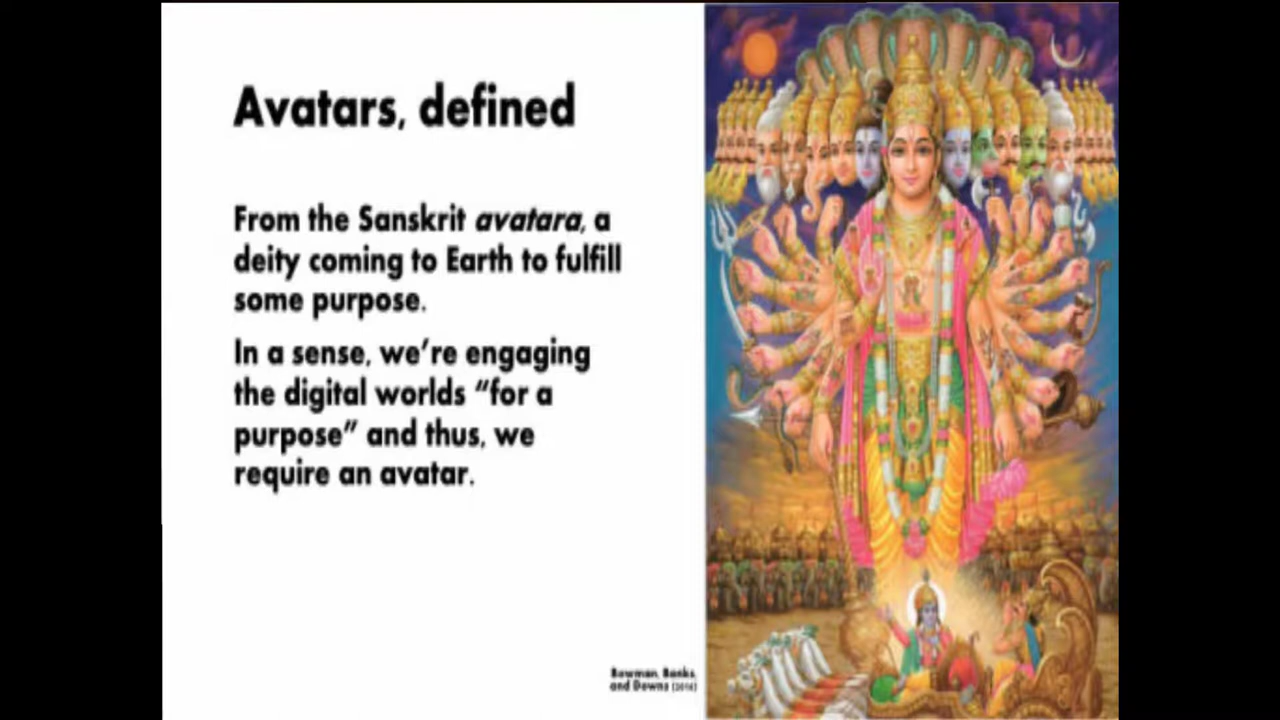 Avatars, defined
From the Sanskrit avatara, a
deity coming to Earth to fulfill
some purpose.
In a sense, we're engaging
the digital worlds “for a
purpose” and thus, we
require an avatar.
Bowman, Banks,
and Downs (2016)